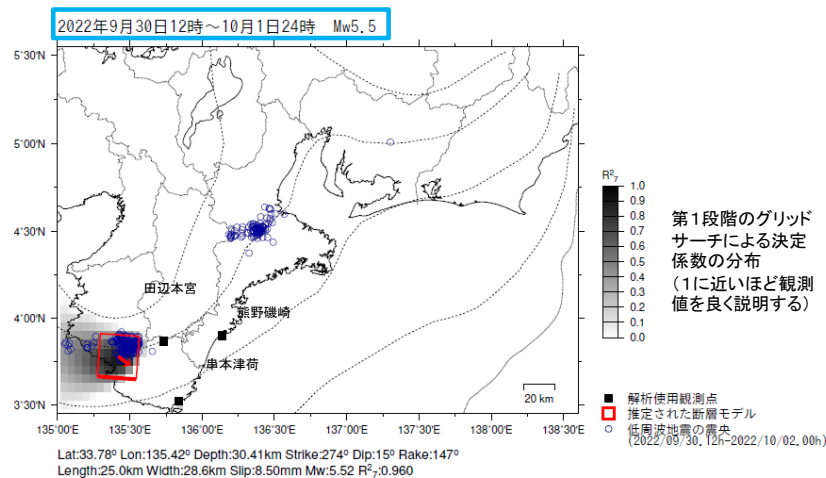 2022年9月30日12時～10月1日24時　Mw5.5
5°30'N
5°00'N
4°30'N
4°00'N
3°30'N
135°00'E
135°30'E
136°00'E
136°30'E
137°00'E
137°30'E
138°00'E
138°30'E
田辺本宮
熊野磯崎
串本津荷
20 km
R²₇
1.0
0.9
0.8
0.7
0.6
0.5
0.4
0.3
0.2
0.1
0.0
第１段階のグリッド
サーチによる決定
係数の分布
（１に近いほど観測
値を良く説明する）
解析使用観測点
推定された断層モデル
低周波地震の震央
(2022/09/30.12h-2022/10/02.00h)
Lat:33.78° Lon:135.42° Depth:30.41km Strike:274° Dip:15° Rake:147°
Length:25.0km Width:28.6km Slip:8.50mm Mw:5.52 R²₇:0.960